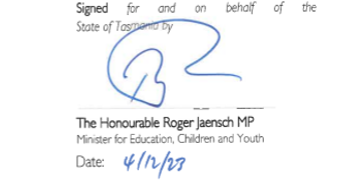 Signed for and on behalf of the
State of Tasmania by
The Honourable Roger Jaensch MP
Minister for Education, Children and Youth
Date: 4/12/23